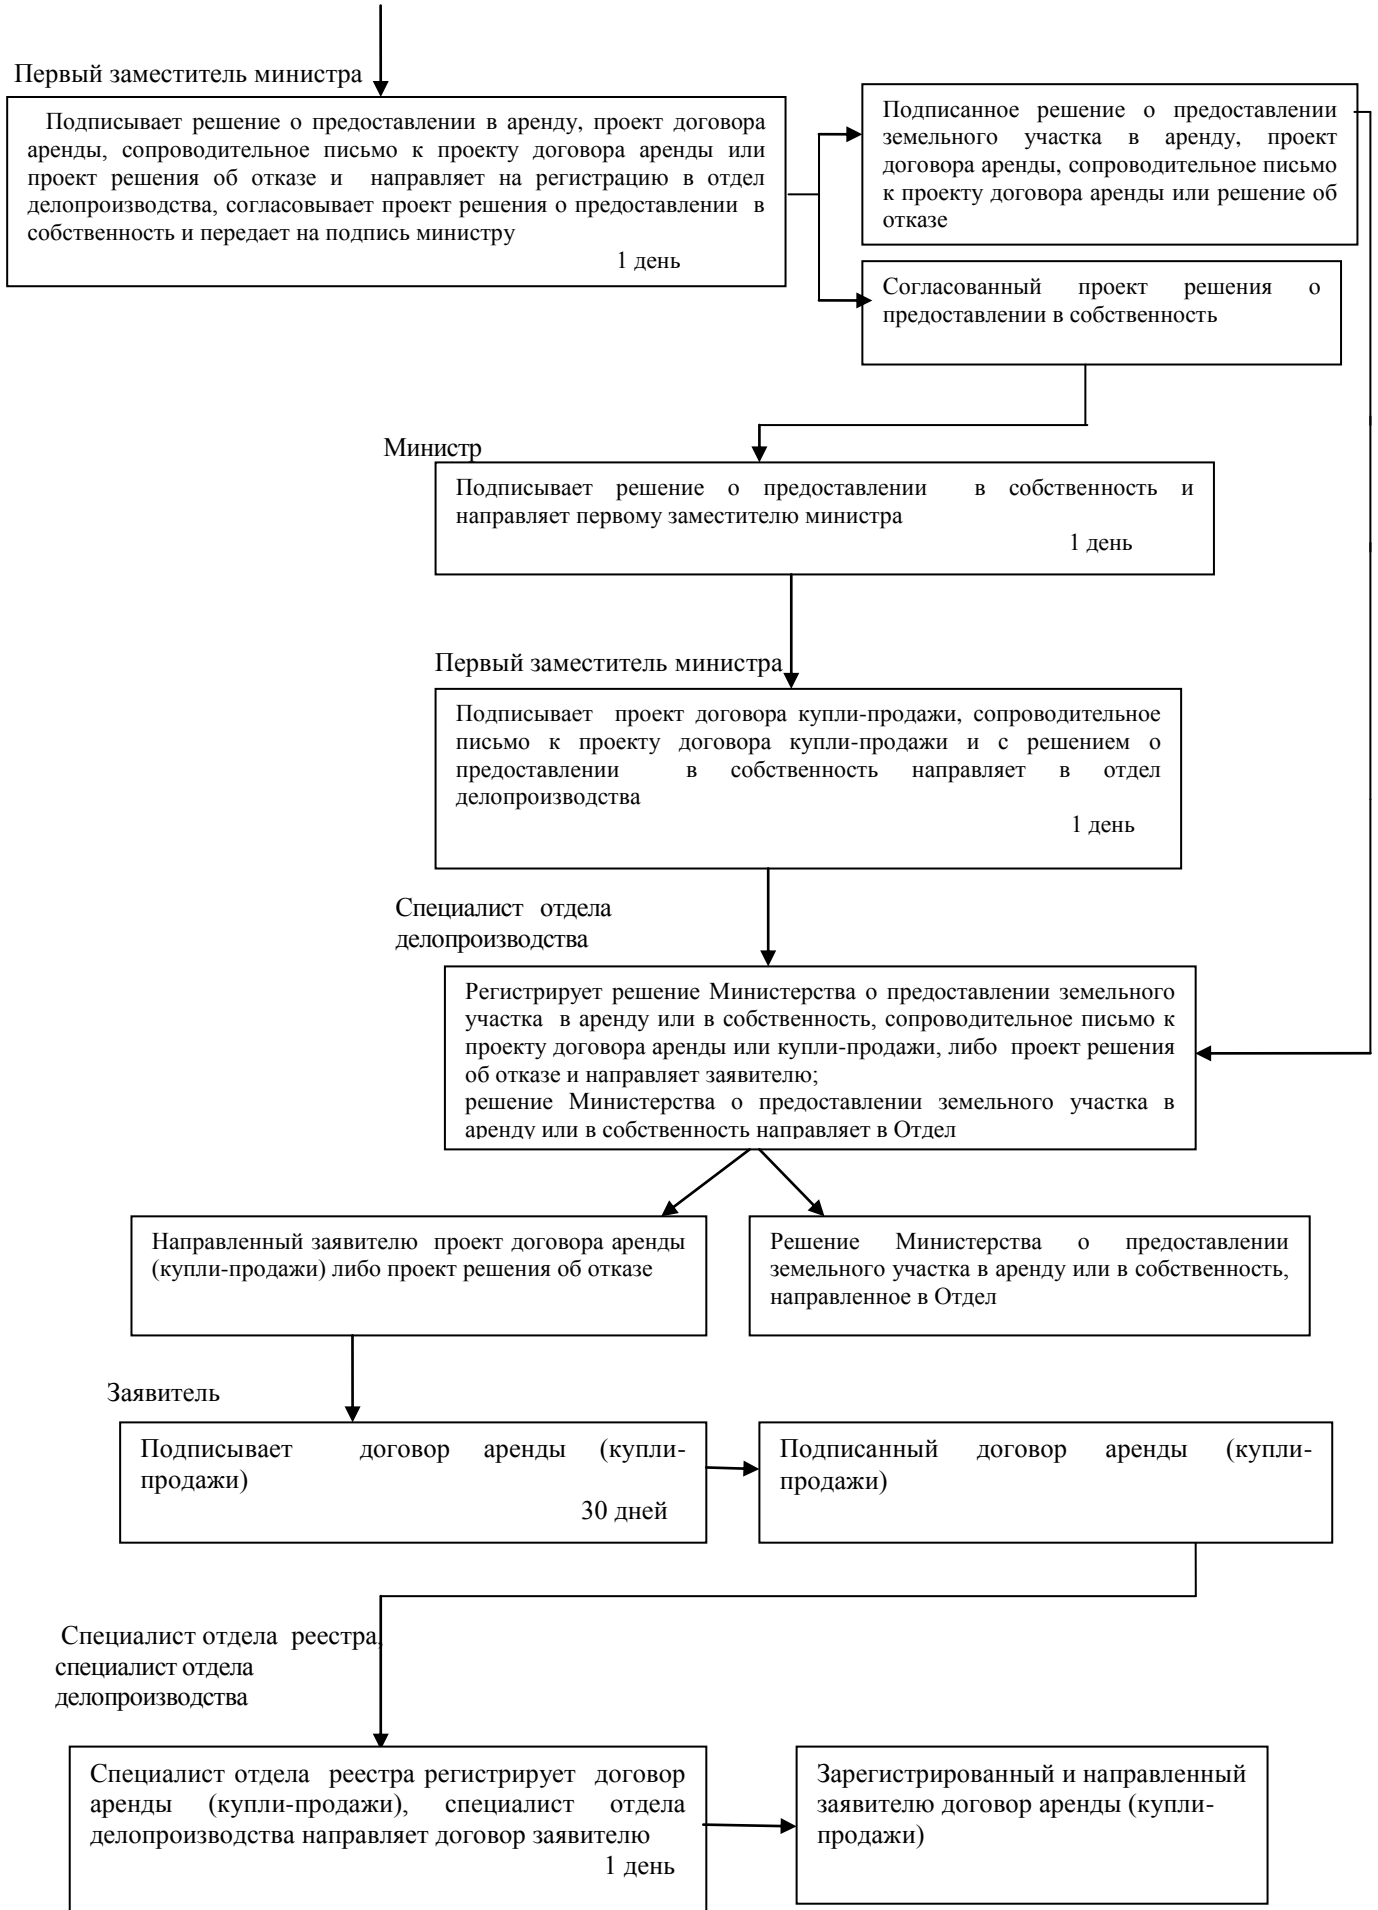 Первый заместитель министра
Подписывает решение о предоставлении в аренду, проект договора
аренды, сопроводительное письмо к проекту договора аренды или
проект решения об отказе и направляет на регистрацию в отдел
делопроизводства, согласовывает проект решения о предоставлении в
собственность и передает на подпись министру
1 день
Подписанное решение о предоставлении
земельного участка в аренду, проект
договора аренды, сопроводительное письмо
к проекту договора аренды или решение об
отказе
Согласованный проект решения о
предоставлении в собственность
Министр
Подписывает решение о предоставлении в собственность и
направляет первому заместителю министра
1 день
Первый заместитель министра
Подписывает проект договора купли-продажи, сопроводительное
письмо к проекту договора купли-продажи и с решением о
предоставлении в собственность направляет в отдел
делопроизводства
1 день
Специалист отдела
делопроизводства
Регистрирует решение Министерства о предоставлении земельного
участка в аренду или в собственность, сопроводительное письмо к
проекту договора аренды или купли-продажи, либо проект решения
об отказе и направляет заявителю;
решение Министерства о предоставлении земельного участка в
аренду или в собственность направляет в Отдел
Направленный заявителю проект договора аренды
(купли-продажи) либо проект решения об отказе
Решение Министерства о предоставлении
земельного участка в аренду или в собственность,
направленное в Отдел
Заявитель
Подписывает договор аренды (купли-
продажи)
30 дней
Подписанный договор аренды (купли-
продажи)
Специалист отдела реестра,
специалист отдела
делопроизводства
Специалист отдела реестра регистрирует договор
аренды (купли-продажи), специалист отдела
делопроизводства направляет договор заявителю
1 день
Зарегистрированный и направленный
заявителю договор аренды (купли-
продажи)